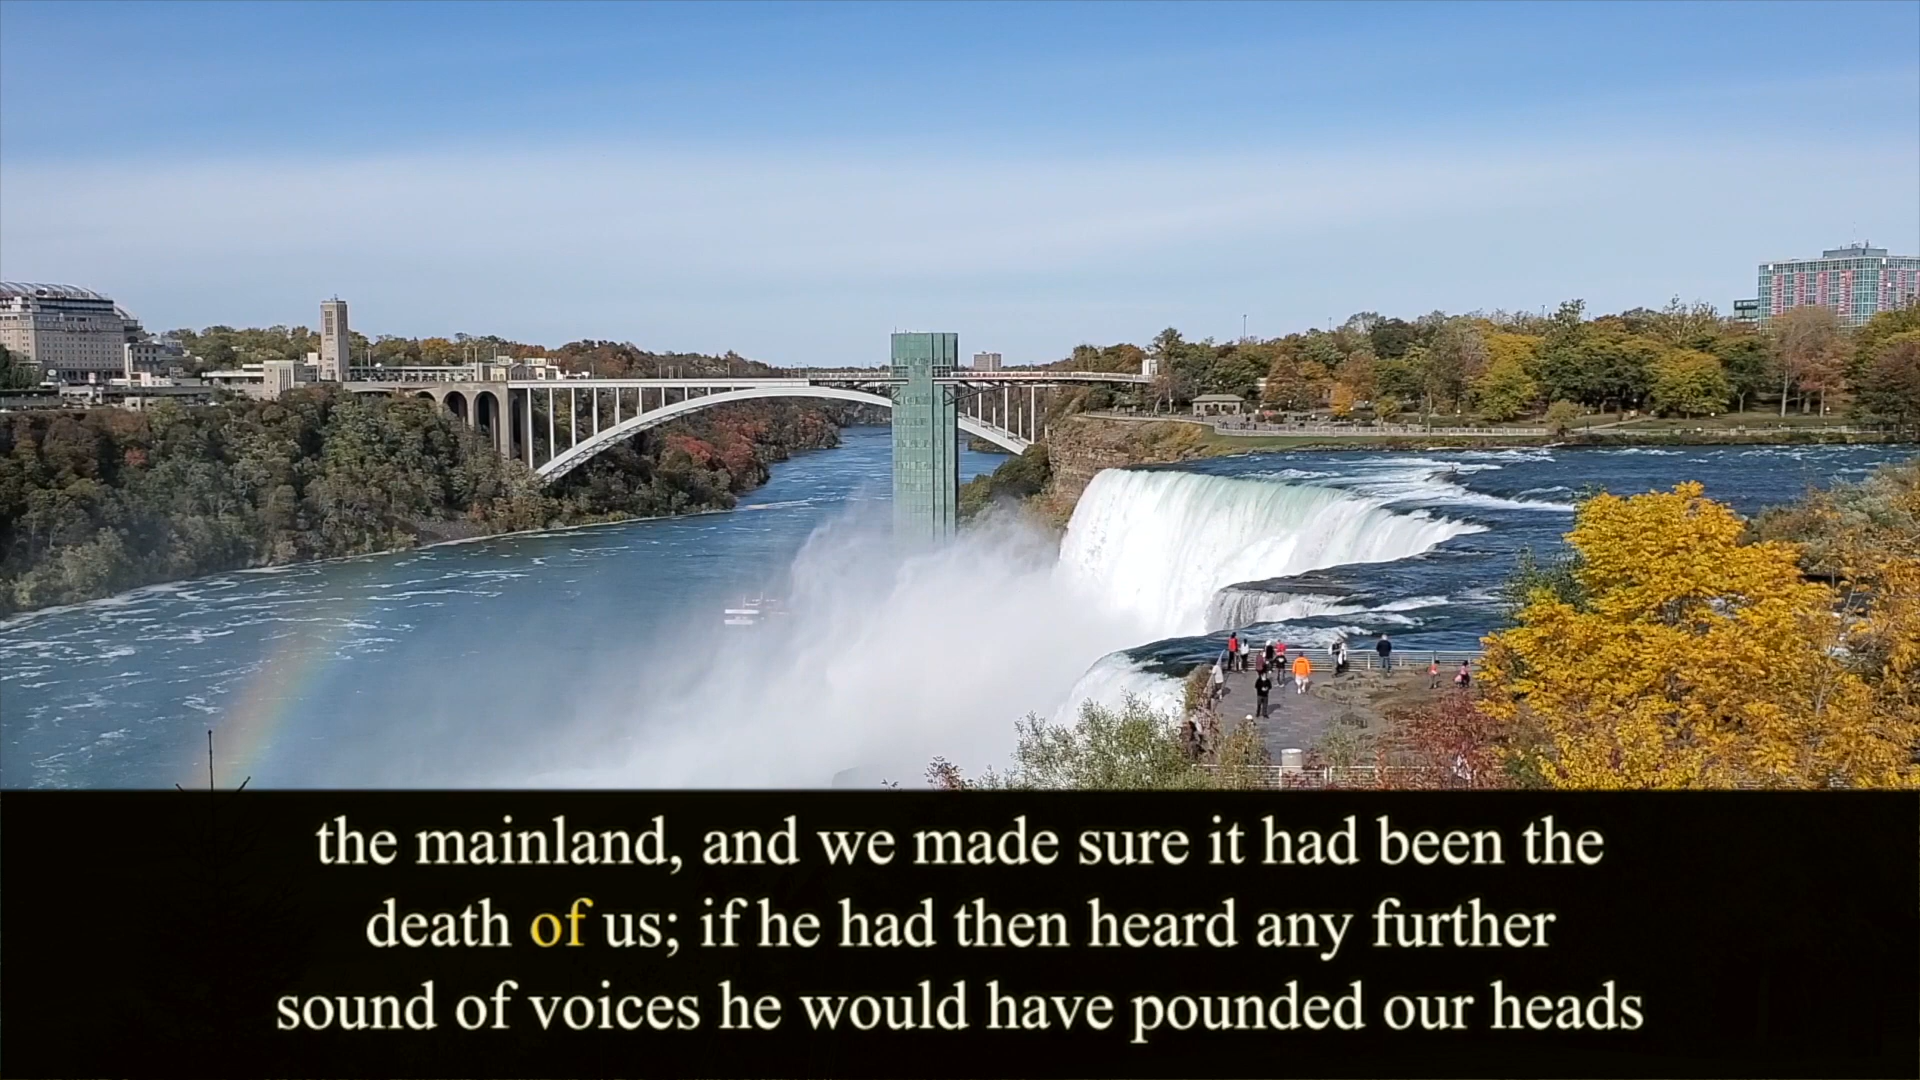 the mainland, and we made sure it had been the
death of us; if he had then heard any further
sound of voices he would have pounded our heads